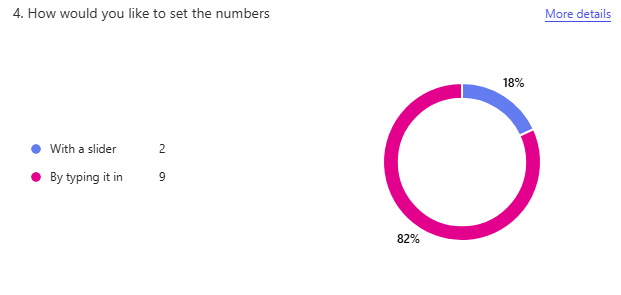 4. How would you like to set the numbers
More details
18%
With a slider 2
By typing it in 9
82%